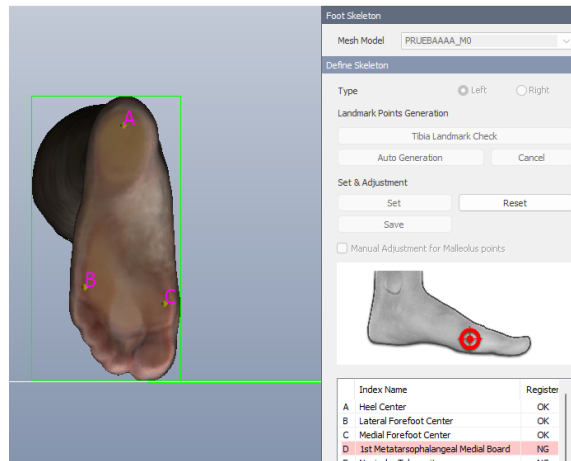 Foot Skeleton
Mesh Model PRUEBAAAA_M0
Define Skeleton
Type Left Right
Landmark Points Generation
Tibia Landmark Check
Auto Generation Cancel
Set & Adjustment
Set Reset
Save
Manual Adjustment for Malleolus points
A
B
C
Index Name Register
A Heel Center OK
B Lateral Forefoot Center OK
C Medial Forefoot Center OK
D 1st Metatarsophalangeal Medial Board NG